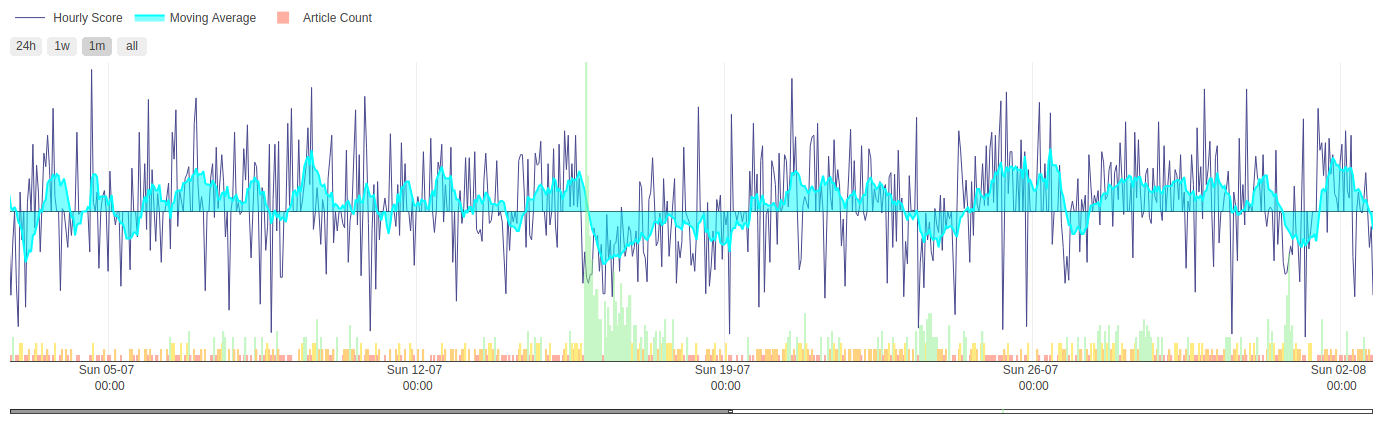 Hourly Score Moving Average Article Count
24h 1w 1m all
Sun 05-07 Sun 12-07 Sun 19-07 Sun 26-07 Sun 02-08
00:00 00:00 00:00 00:00 00:00